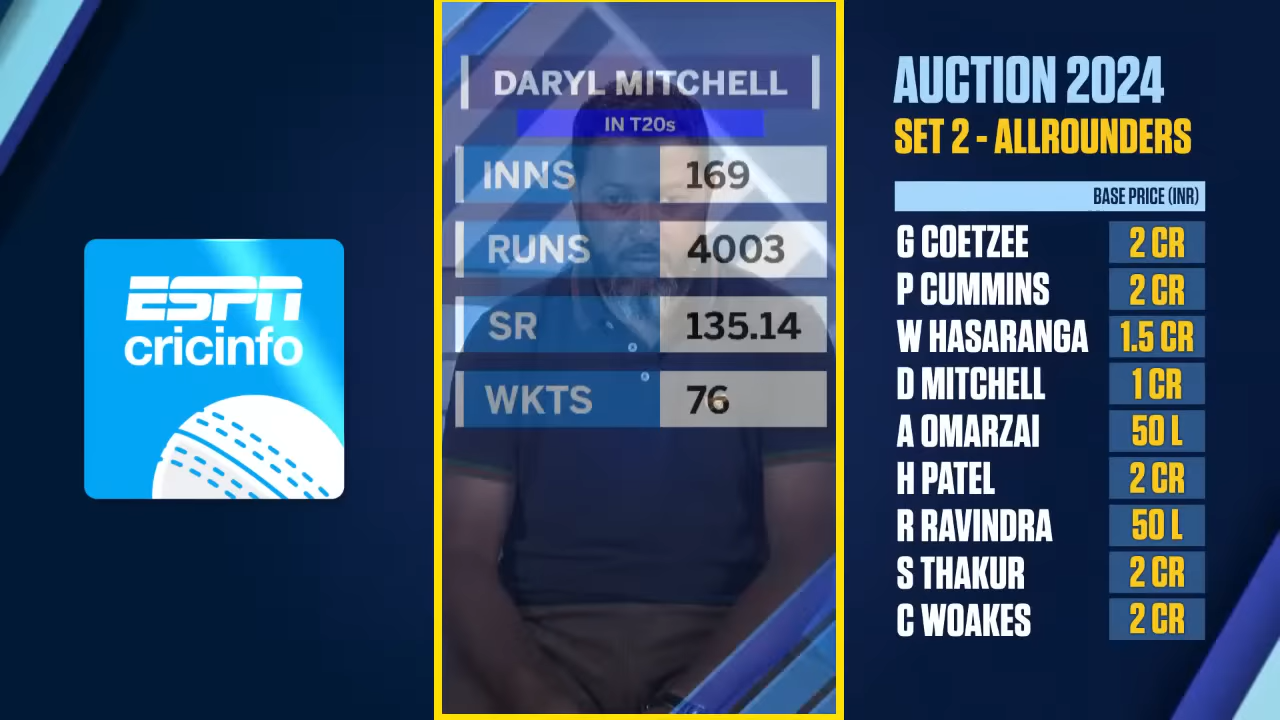 ESPN
cricinfo
DARYL MITCHELL
IN T20s
INNS 169
RUNS 4003
SR 135.14
WKTS 76
AUCTION 2024
SET 2 - ALLROUNDERS
BASE PRICE (INR)
G COETZEE 2 CR
P CUMMINS 2 CR
W HASARANGA 1.5 CR
D MITCHELL 1 CR
A OMARZAI 50 L
H PATEL 2 CR
R RAVINDRA 50 L
S THAKUR 2 CR
C WOAKES 2 CR